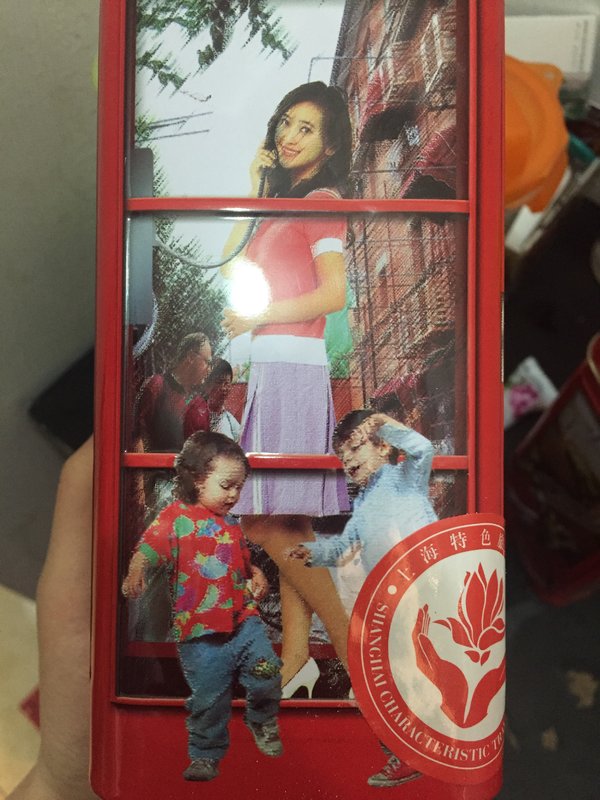 上海特色
SHANGHAI CHARACTERISTIC